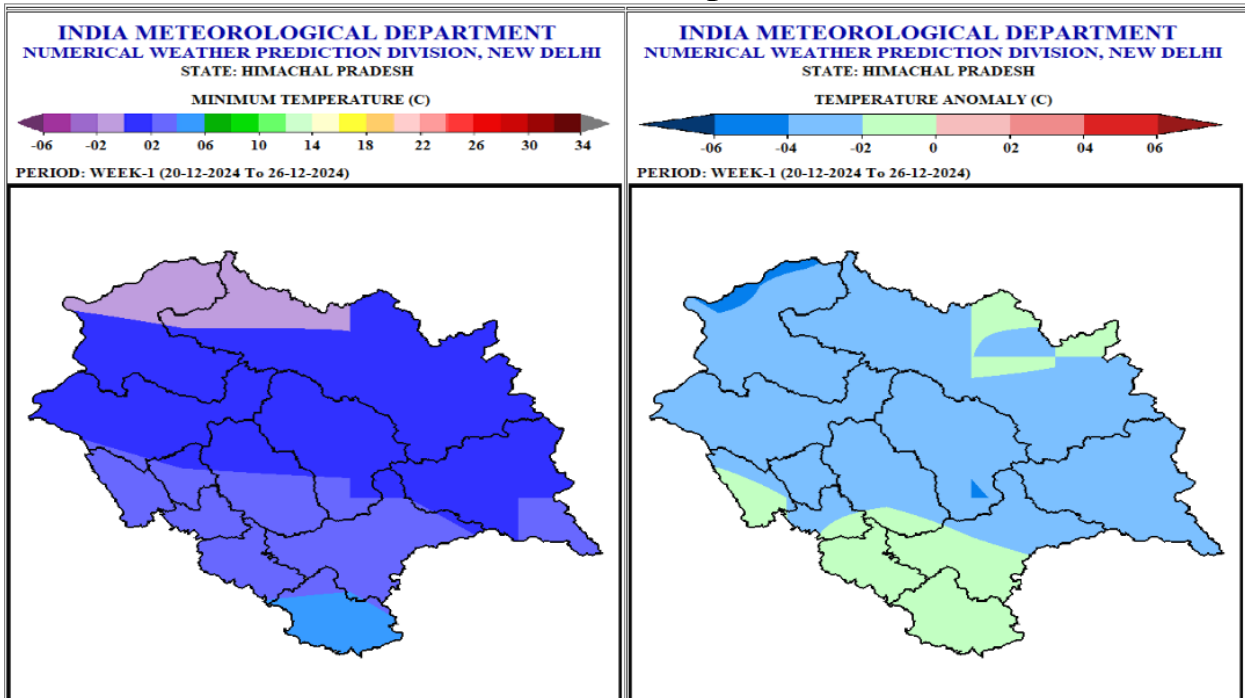 INDIA METEOROLOGICAL DEPARTMENT
NUMERICAL WEATHER PREDICTION DIVISION, NEW DELHI
STATE: HIMACHAL PRADESH
MINIMUM TEMPERATURE (C)
-06 -02 02 06 10 14 18 22 26 30 34
PERIOD: WEEK-1 (20-12-2024 To 26-12-2024)
INDIA METEOROLOGICAL DEPARTMENT
NUMERICAL WEATHER PREDICTION DIVISION, NEW DELHI
STATE: HIMACHAL PRADESH
TEMPERATURE ANOMALY (C)
-06 -04 -02 0 02 04 06
PERIOD: WEEK-1 (20-12-2024 To 26-12-2024)